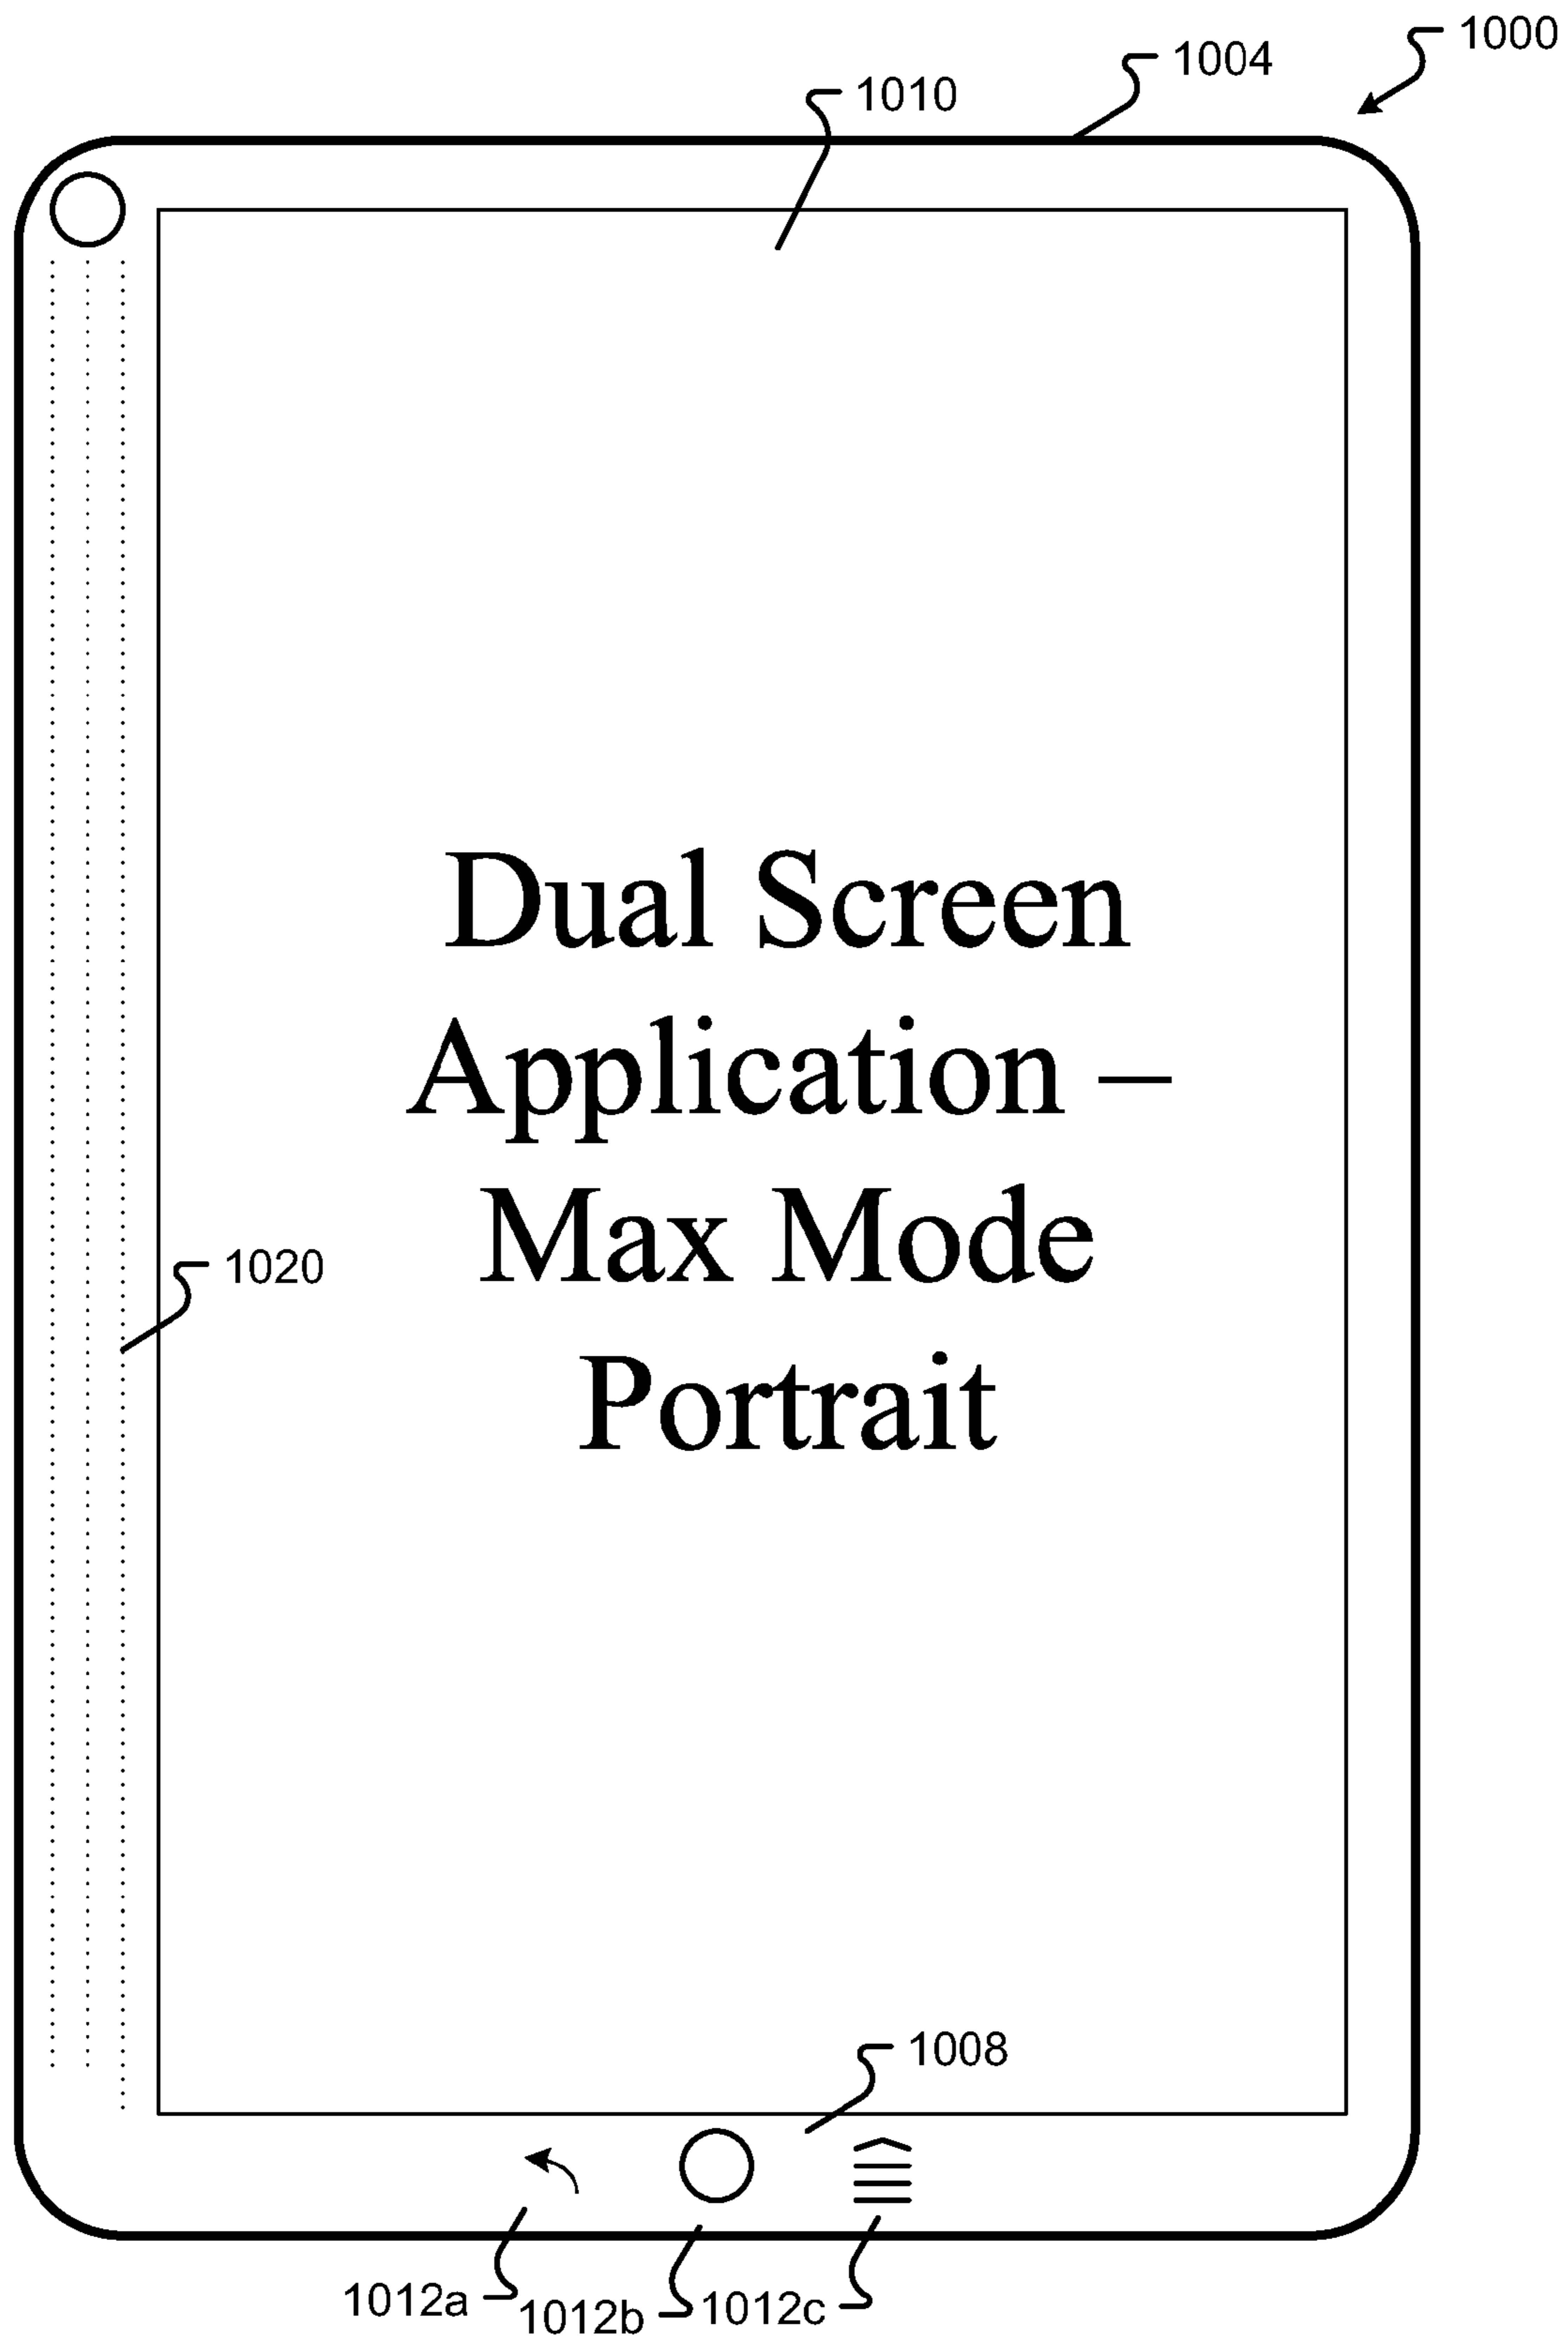 1000
1004
1010
Dual Screen
Application –
Max Mode
Portrait
1020
1008
1012a
1012b
1012c